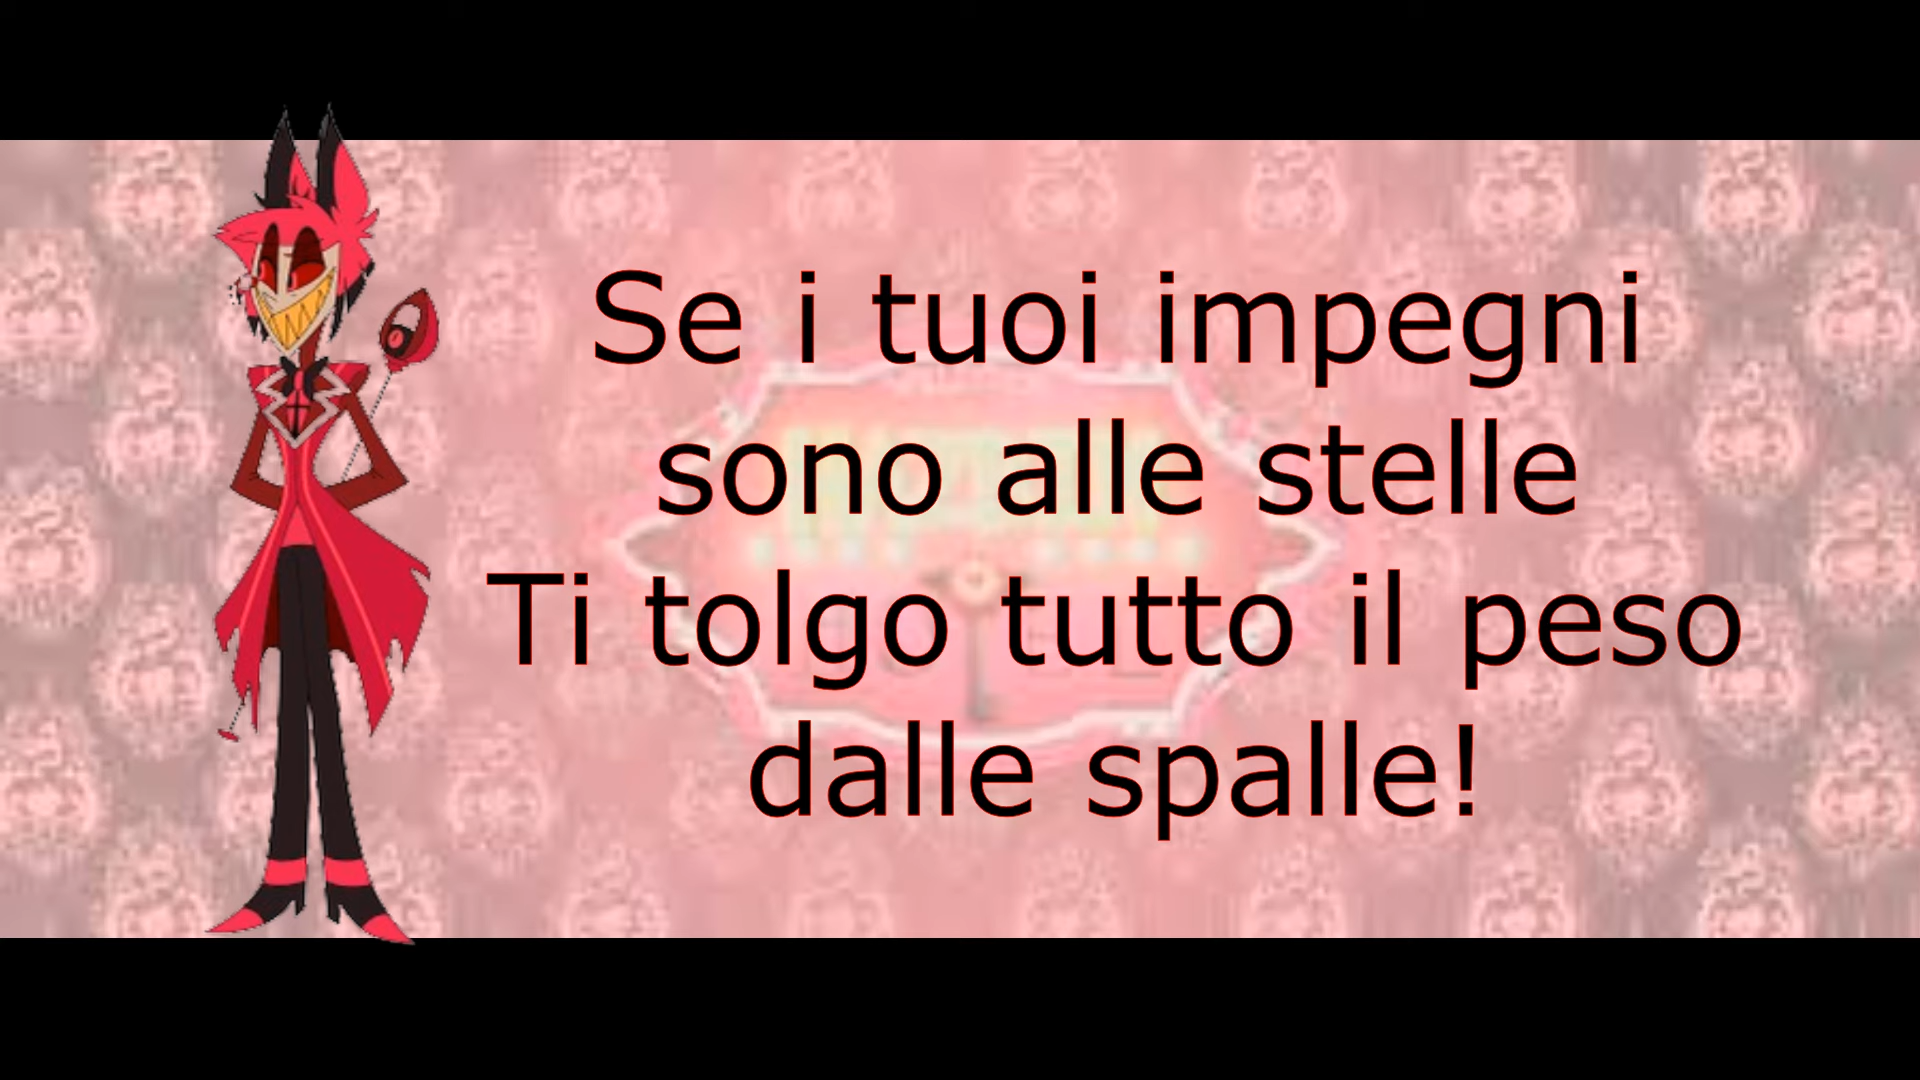 Se i tuoi impegni
sono alle stelle
Ti tolgo tutto il peso
dalle spalle!